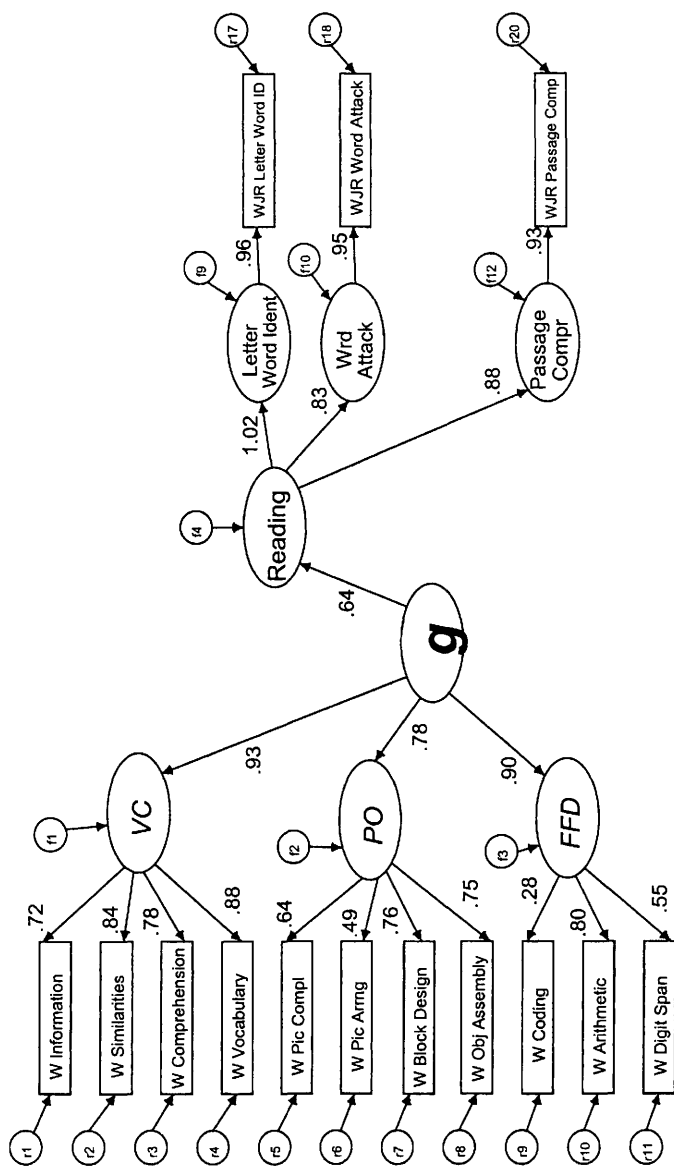 r1
W Information
.72
r2
W Similarities
.84
r3
W Comprehension
.78
r4
W Vocabulary
.88
f1
VC
.93
r5
W Pic Compl
.64
r6
W Pic Arrng
.49
r7
W Block Design
.76
r8
W Obj Assembly
.75
f2
PO
.78
r9
W Coding
.28
r10
W Arithmetic
.80
r11
W Digit Span
.55
f3
FFD
.90
g
.64
f4
Reading
1.02
.83
.88
f9
Letter
Word Ident
.96
WJR Letter Word ID
r17
f10
Wrd
Attack
.95
WJR Word Attack
r18
f12
Passage
Compr
.93
WJR Passage Comp
r20